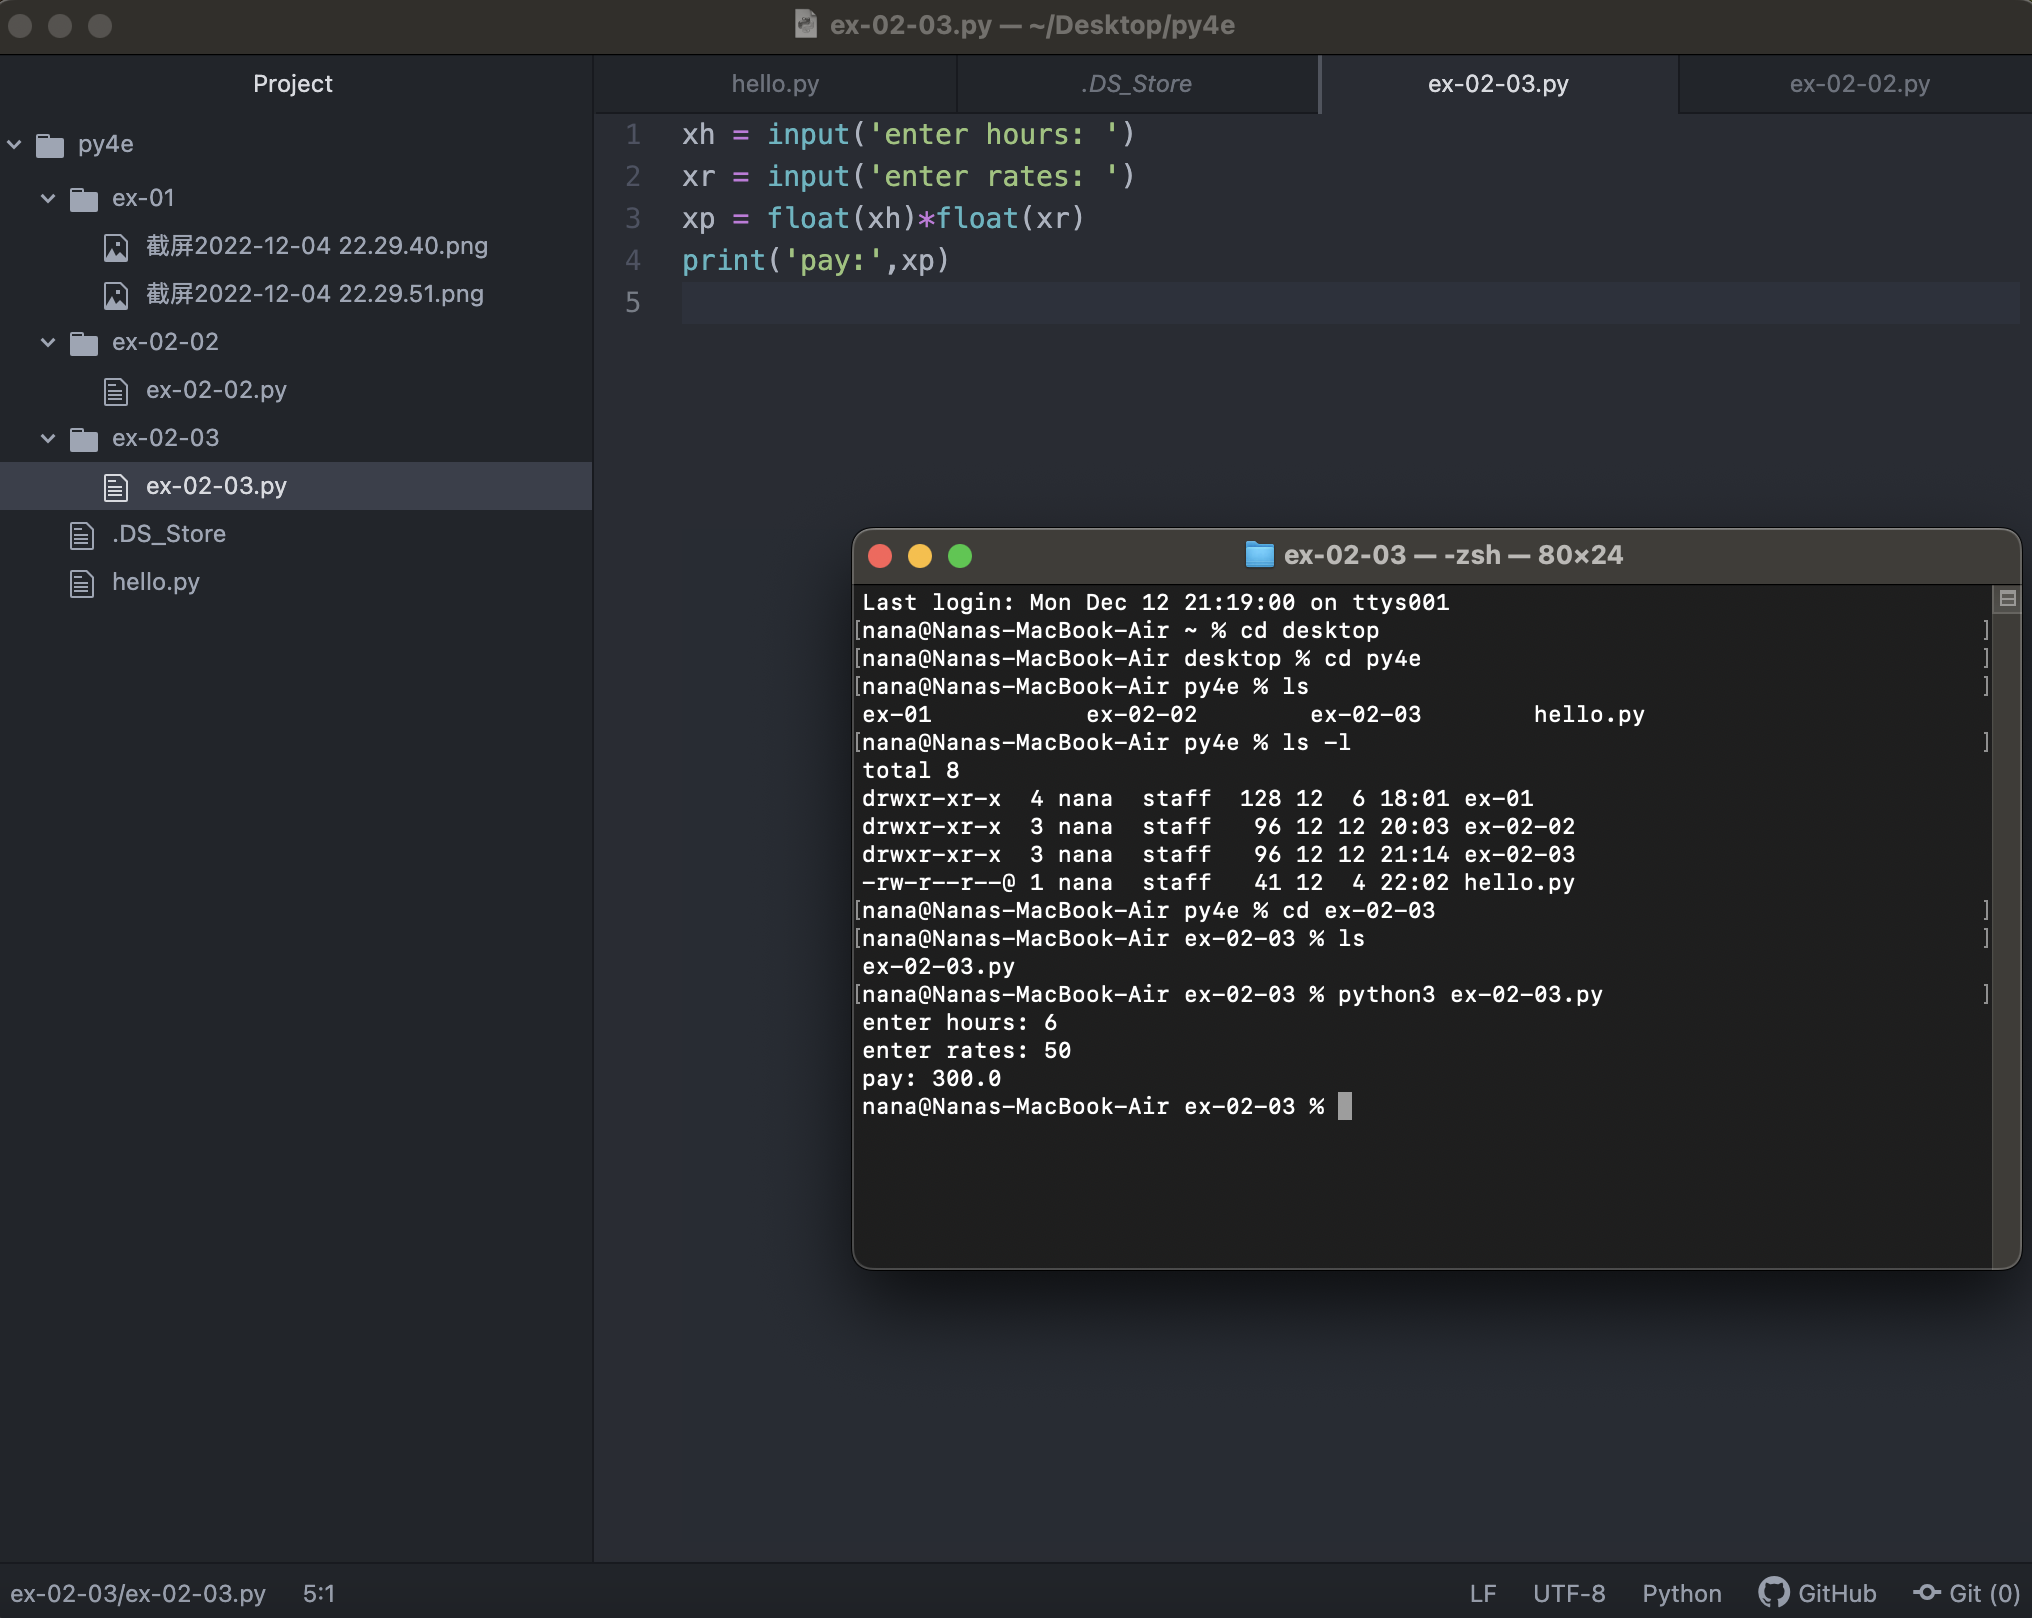 ex-02-03.py — ~/Desktop/py4e
Project
py4e
ex-01
截屏2022-12-04 22.29.40.png
截屏2022-12-04 22.29.51.png
ex-02-02
ex-02-02.py
ex-02-03
ex-02-03.py
.DS_Store
hello.py
hello.py .DS_Store ex-02-03.py ex-02-02.py
1 xh = input('enter hours: ')
2 xr = input('enter rates: ')
3 xp = float(xh)*float(xr)
4 print('pay:',xp)
5
ex-02-03 — -zsh — 80×24
Last login: Mon Dec 12 21:19:00 on ttys001
[nana@Nanas-MacBook-Air ~ % cd desktop ]
[nana@Nanas-MacBook-Air desktop % cd py4e ]
[nana@Nanas-MacBook-Air py4e % ls ]
ex-01 ex-02-02 ex-02-03 hello.py
[nana@Nanas-MacBook-Air py4e % ls -l ]
total 8
drwxr-xr-x 4 nana staff 128 12 6 18:01 ex-01
drwxr-xr-x 3 nana staff 96 12 12 20:03 ex-02-02
drwxr-xr-x 3 nana staff 96 12 12 21:14 ex-02-03
-rw-r--r--@ 1 nana staff 41 12 4 22:02 hello.py
[nana@Nanas-MacBook-Air py4e % cd ex-02-03 ]
[nana@Nanas-MacBook-Air ex-02-03 % ls ]
ex-02-03.py
[nana@Nanas-MacBook-Air ex-02-03 % python3 ex-02-03.py ]
enter hours: 6
enter rates: 50
pay: 300.0
nana@Nanas-MacBook-Air ex-02-03 %
ex-02-03/ex-02-03.py 5:1 LF UTF-8 Python GitHub Git (0)